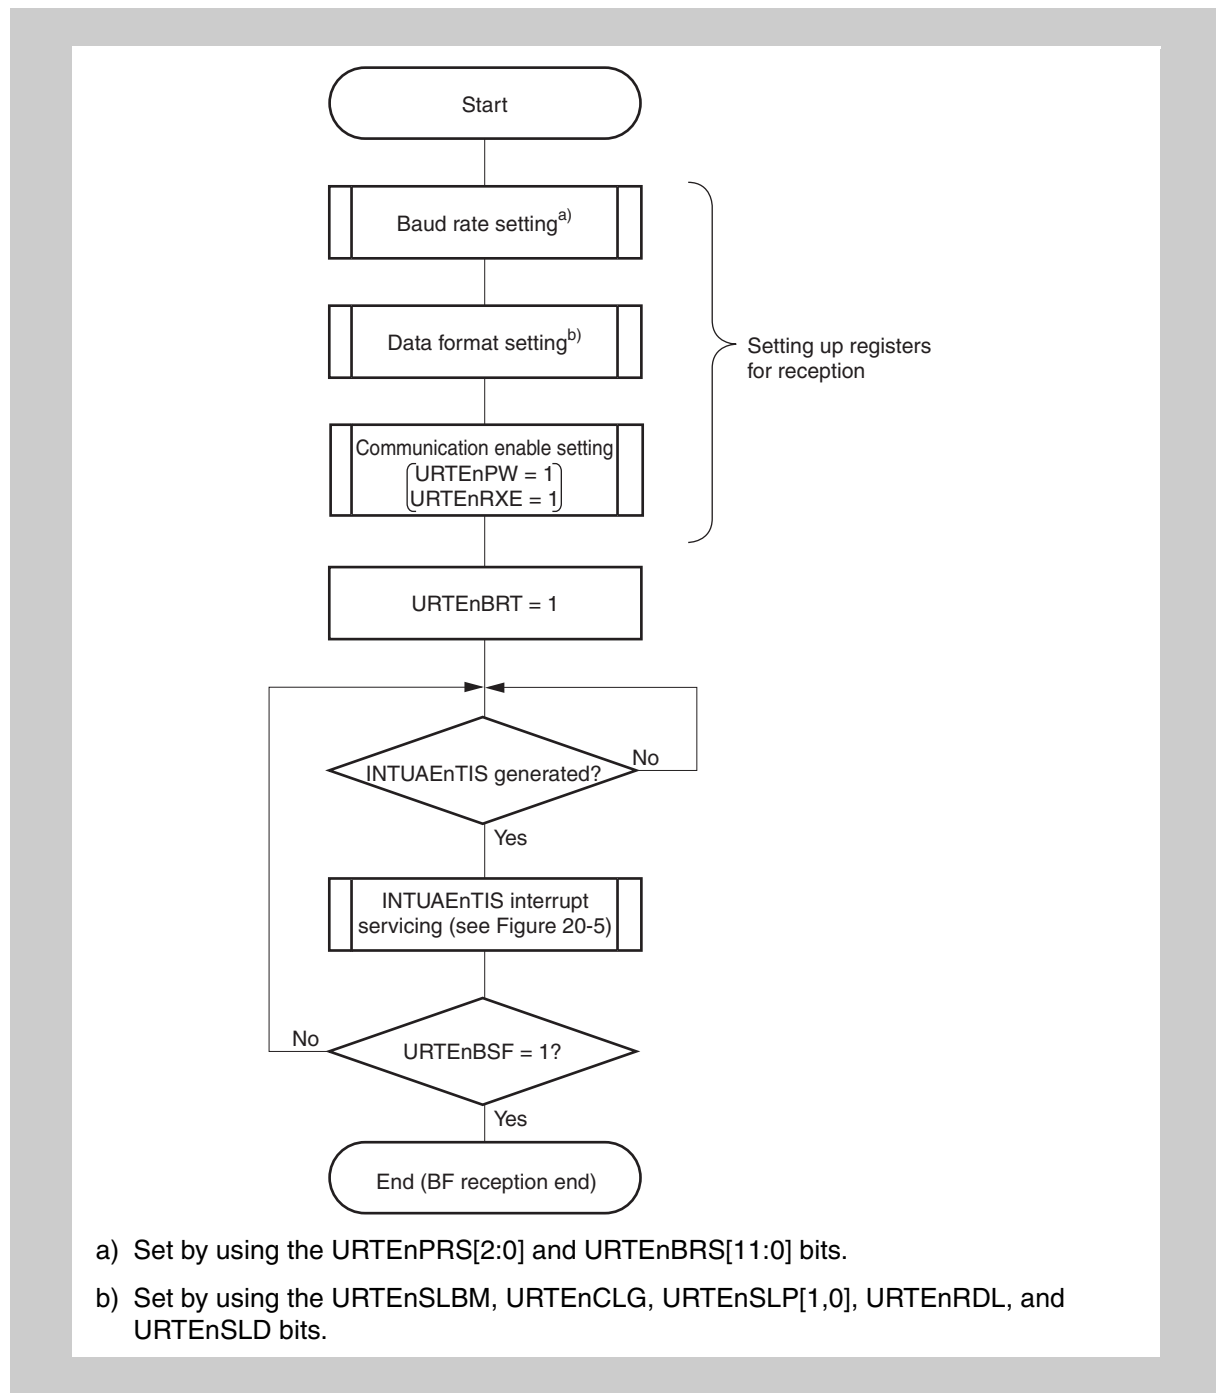 Start
Baud rate setting a)
Data format setting b)
Setting up registers
for reception
Communication enable setting
URTEnPW = 1
URTEnRXE = 1
URTEnBRT = 1
INTUAEnTIS generated?
No
Yes
INTUAEnTIS interrupt
servicing (see Figure 20-5)
No
URTEnBSF = 1?
Yes
End (BF reception end)
a) Set by using the URTEnPRS[2:0] and URTEnBRS[11:0] bits.
b) Set by using the URTEnSLBM, URTEnCLG, URTEnSLP[1,0], URTEnRDL, and
URTEnSLD bits.